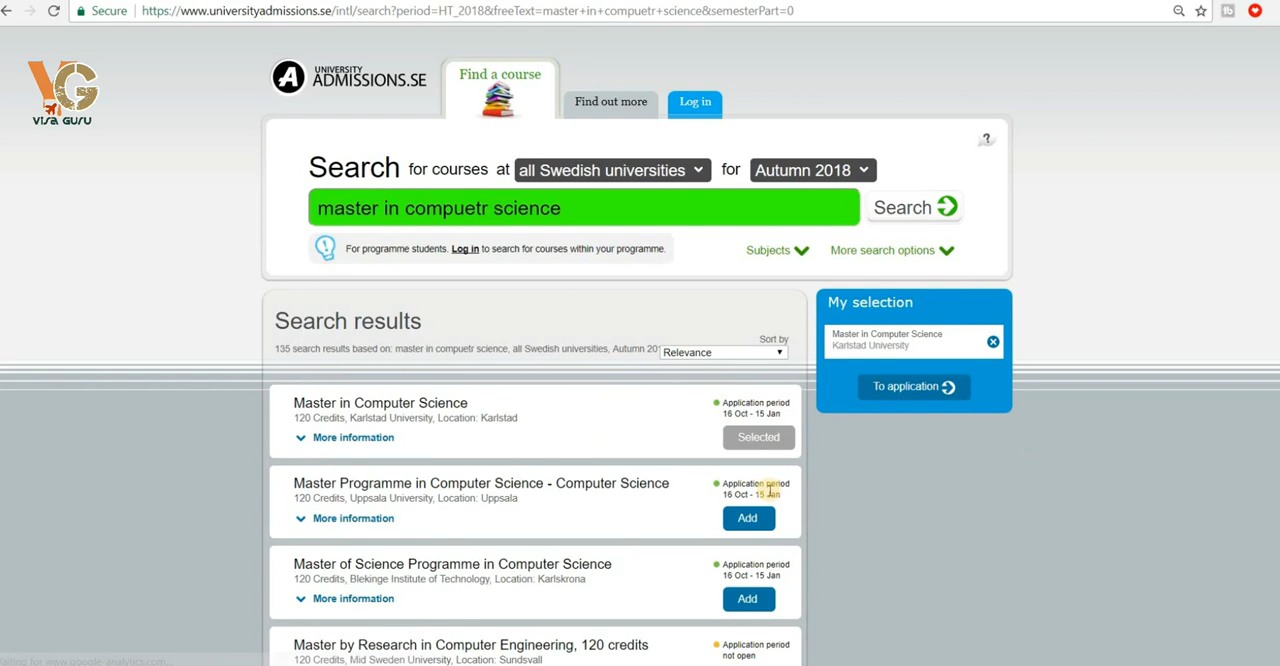 Secure https://www.universityadmissions.se/intl/search?period=HT_2018&freeText=master+in+compuetr+science&semesterPart=0
VG
VISA GURU
A UNIVERSITY
ADMISSIONS.SE
Find a course
Find out more
Log in
?
Search for courses at all Swedish universities for Autumn 2018
master in compuetr science
Search
For programme students. Log in to search for courses within your programme.
Subjects
More search options
My selection
Master in Computer Science
Karlstad University
To application
Search results
Sort by
135 search results based on: master in compuetr science, all Swedish universities, Autumn 20
Relevance
Master in Computer Science
120 Credits, Karlstad University, Location: Karlstad
More information
Application period
16 Oct - 15 Jan
Selected
Master Programme in Computer Science - Computer Science
120 Credits, Uppsala University, Location: Uppsala
More information
Application period
16 Oct - 15 Jan
Add
Master of Science Programme in Computer Science
120 Credits, Blekinge Institute of Technology, Location: Karlskrona
More information
Application period
16 Oct - 15 Jan
Add
Master by Research in Computer Engineering, 120 credits
120 Credits, Mid Sweden University, Location: Sundsvall
Application period
not open
Waiting for www.google-analytics.com...